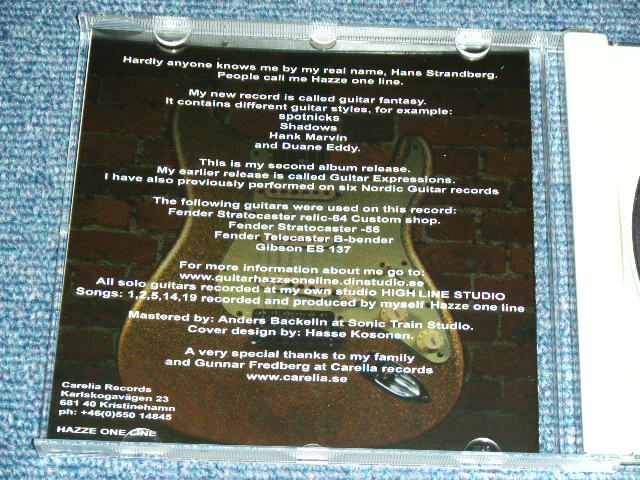 Hardly anyone knows me by my real name, Hans Strandberg.
People call me Hazze one line.
My new record is called guitar fantasy.
It contains different guitar styles, for example:
spotnicks
Shadows
Hank Marvin
and Duane Eddy.
This is my second album release.
My earlier release is called Guitar Expressions.
I have also previously performed on six Nordic Guitar records
The following guitars were used on this record:
Fender Stratocaster relic-64 Custom shop.
Fender Stratocaster -56
Fender Telecaster B-bender
Gibson ES 137
For more information about me go to:
www.guitarhazzeoneline.dinstudio.se
All solo guitars recorded at my own studio HIGH LINE STUDIO
Songs: 1,2,5,14,19 recorded and produced by myself Hazze one line
Mastered by: Anders Backelin at Sonic Train Studio.
Cover design by: Hasse Kosonen.
A very special thanks to my family
and Gunnar Fredberg at Carelia records
www.carelia.se
Carelia Records
Karlskogavägen 23
681 40 Kristinehamn
ph: +46(0)550 14845
HAZZE ONE LINE